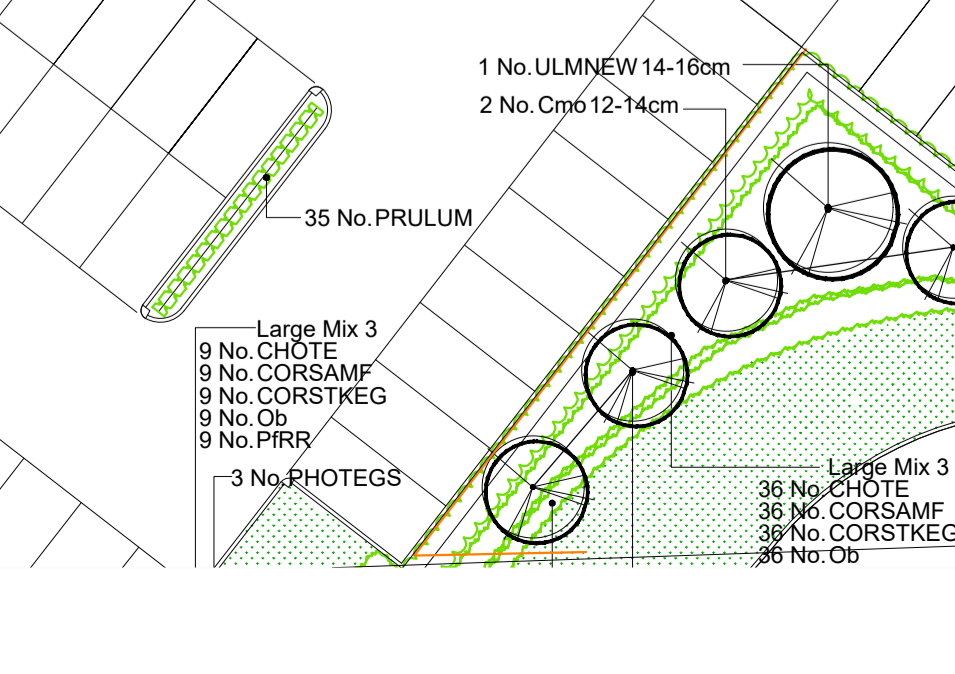 1 No. ULMNEW 14-16cm
2 No. Cmo 12-14cm
35 No. PRULUM
Large Mix 3
9 No. CHOTE
9 No. CORSAMF
9 No. CORSTKEG
9 No. Ob
9 No. PfRR
3 No. PHOTEGS
Large Mix 3
36 No. CHOTE
36 No. CORSAMF
36 No. CORSTKEG
36 No. Ob